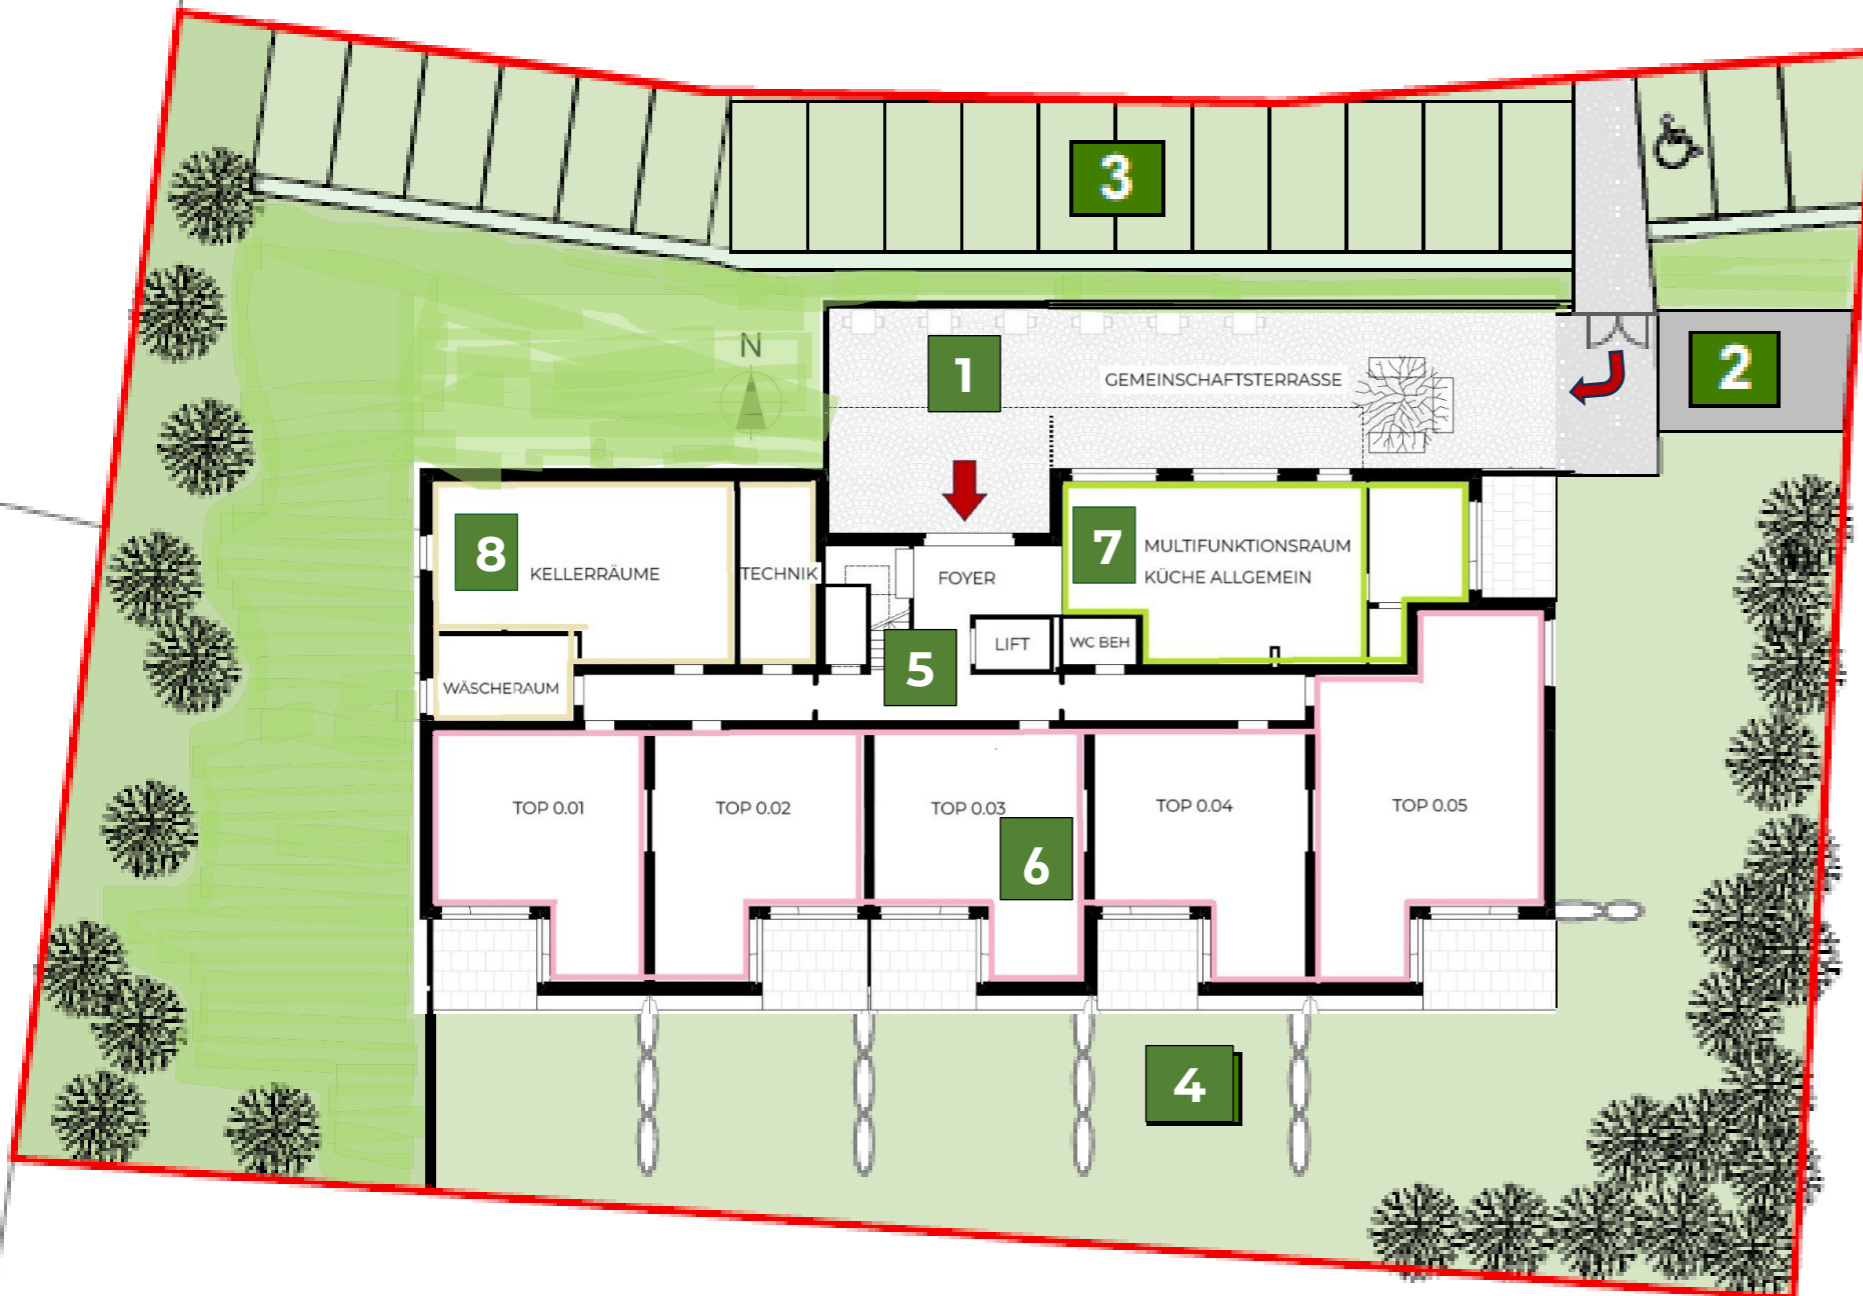 3
N
1
GEMEINSCHAFTSTERRASSE
2
8
KELLERRÄUME
TECHNIK
FOYER
7
MULTIFUNKTIONSRAUM
KÜCHE ALLGEMEIN
LIFT
WC BEH
5
WÄSCHERAUM
TOP 0.01
TOP 0.02
TOP 0.03
TOP 0.04
TOP 0.05
6
4